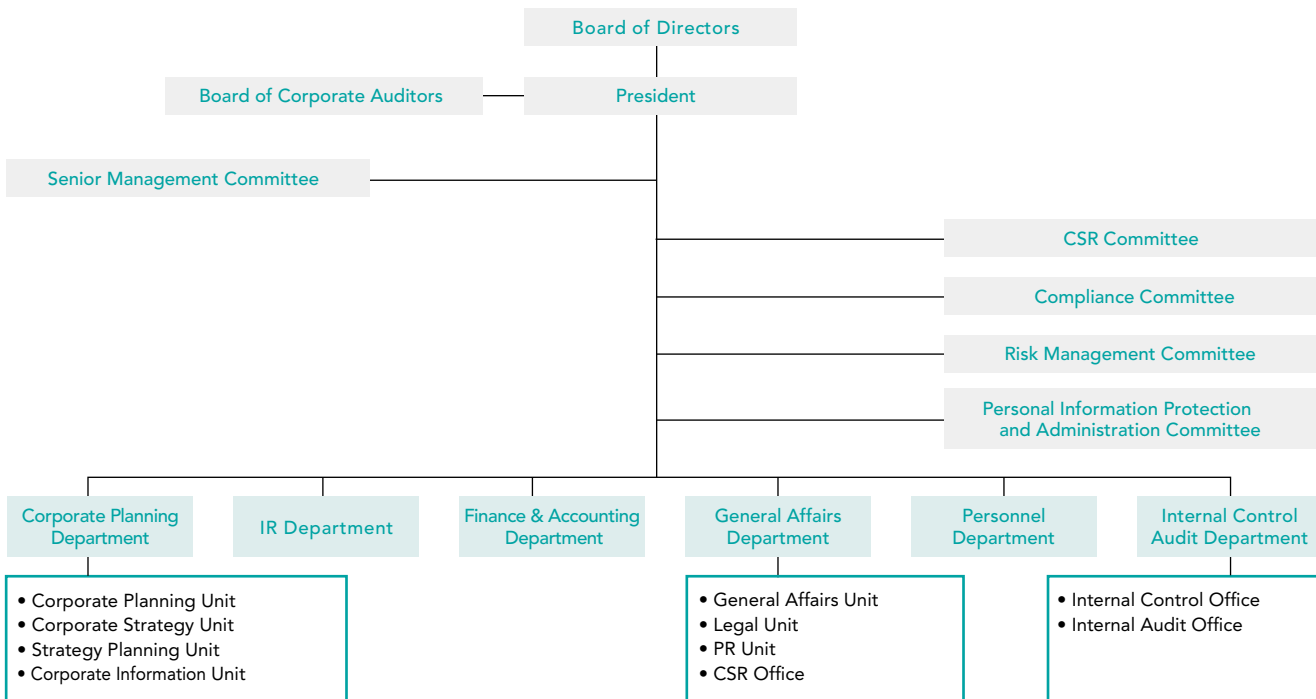 Board of Directors
Board of Corporate Auditors
President
Senior Management Committee
CSR Committee
Compliance Committee
Risk Management Committee
Personal Information Protection
and Administration Committee
Corporate Planning
Department
IR Department
Finance & Accounting
Department
General Affairs
Department
Personnel
Department
Internal Control
Audit Department
• Corporate Planning Unit
• Corporate Strategy Unit
• Strategy Planning Unit
• Corporate Information Unit
• General Affairs Unit
• Legal Unit
• PR Unit
• CSR Office
• Internal Control Office
• Internal Audit Office